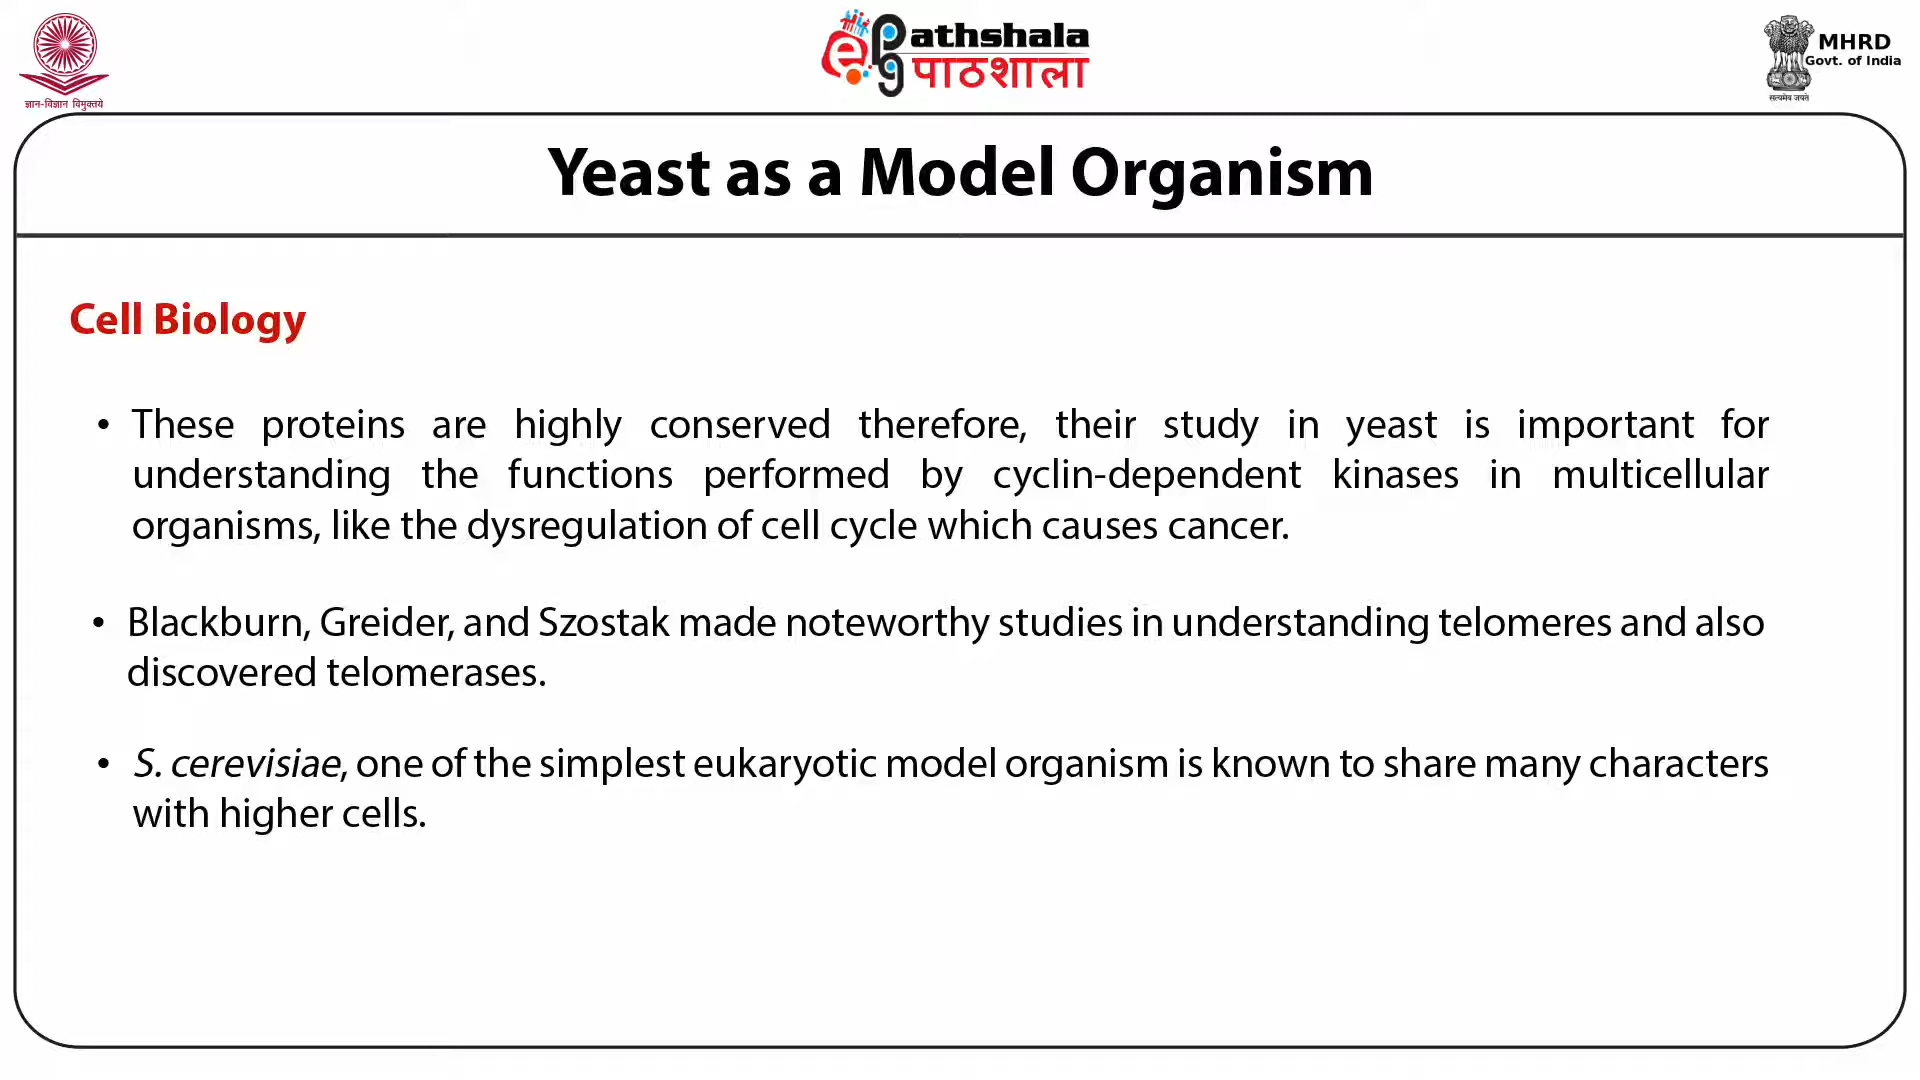 ज्ञान-विज्ञान विमुक्तये
ePathshala
पाठशाला
MHRD
Govt. of India
सत्यमेव जयते
Yeast as a Model Organism
Cell Biology
• These proteins are highly conserved therefore, their study in yeast is important for
understanding the functions performed by cyclin-dependent kinases in multicellular
organisms, like the dysregulation of cell cycle which causes cancer.
• Blackburn, Greider, and Szostak made noteworthy studies in understanding telomeres and also
discovered telomerases.
• S. cerevisiae, one of the simplest eukaryotic model organism is known to share many characters
with higher cells.